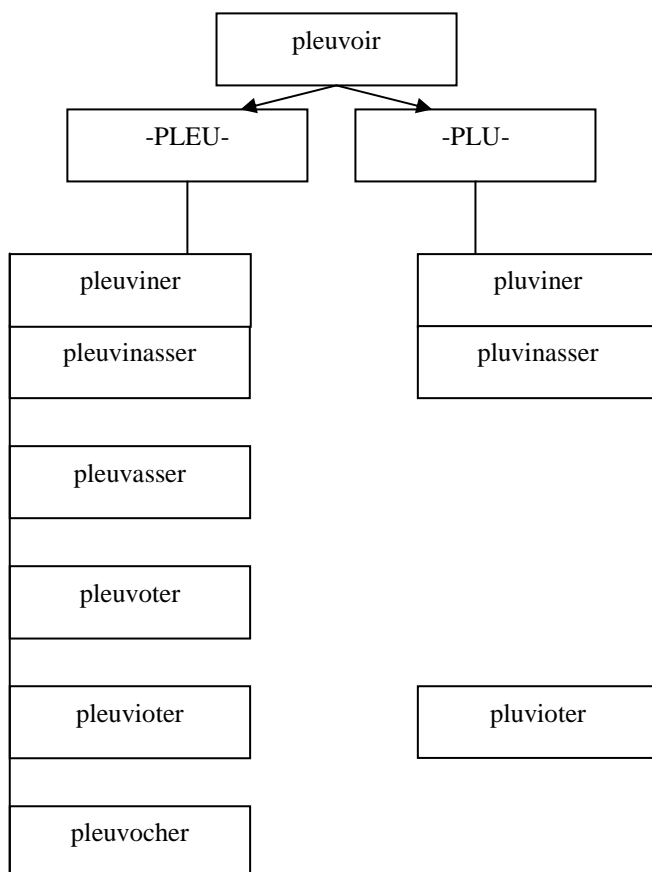 pleuvoir
-PLEU-
-PLU-
pleuviner
pluviner
pleuvinasser
pluvinasser
pleuvasser
pleuvoter
pleuvioter
pluvioter
pleuvocher